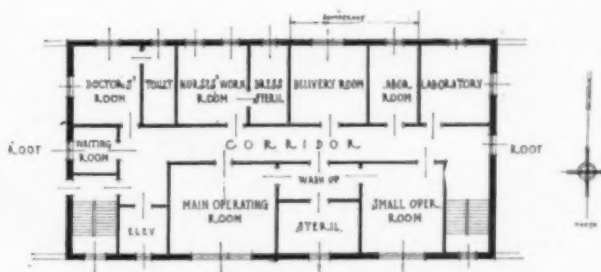 DOCTORS'
ROOM
TOILET
NURSES' WORK
ROOM
DRESS
STERIL
DELIVERY ROOM
LABOR
ROOM
LABORATORY
ROOF
WAITING
ROOM
CORRIDOR
ROOF
WASH UP
MAIN OPERATING
ROOM
SMALL OPER.
ROOM
STERIL.
ELEV